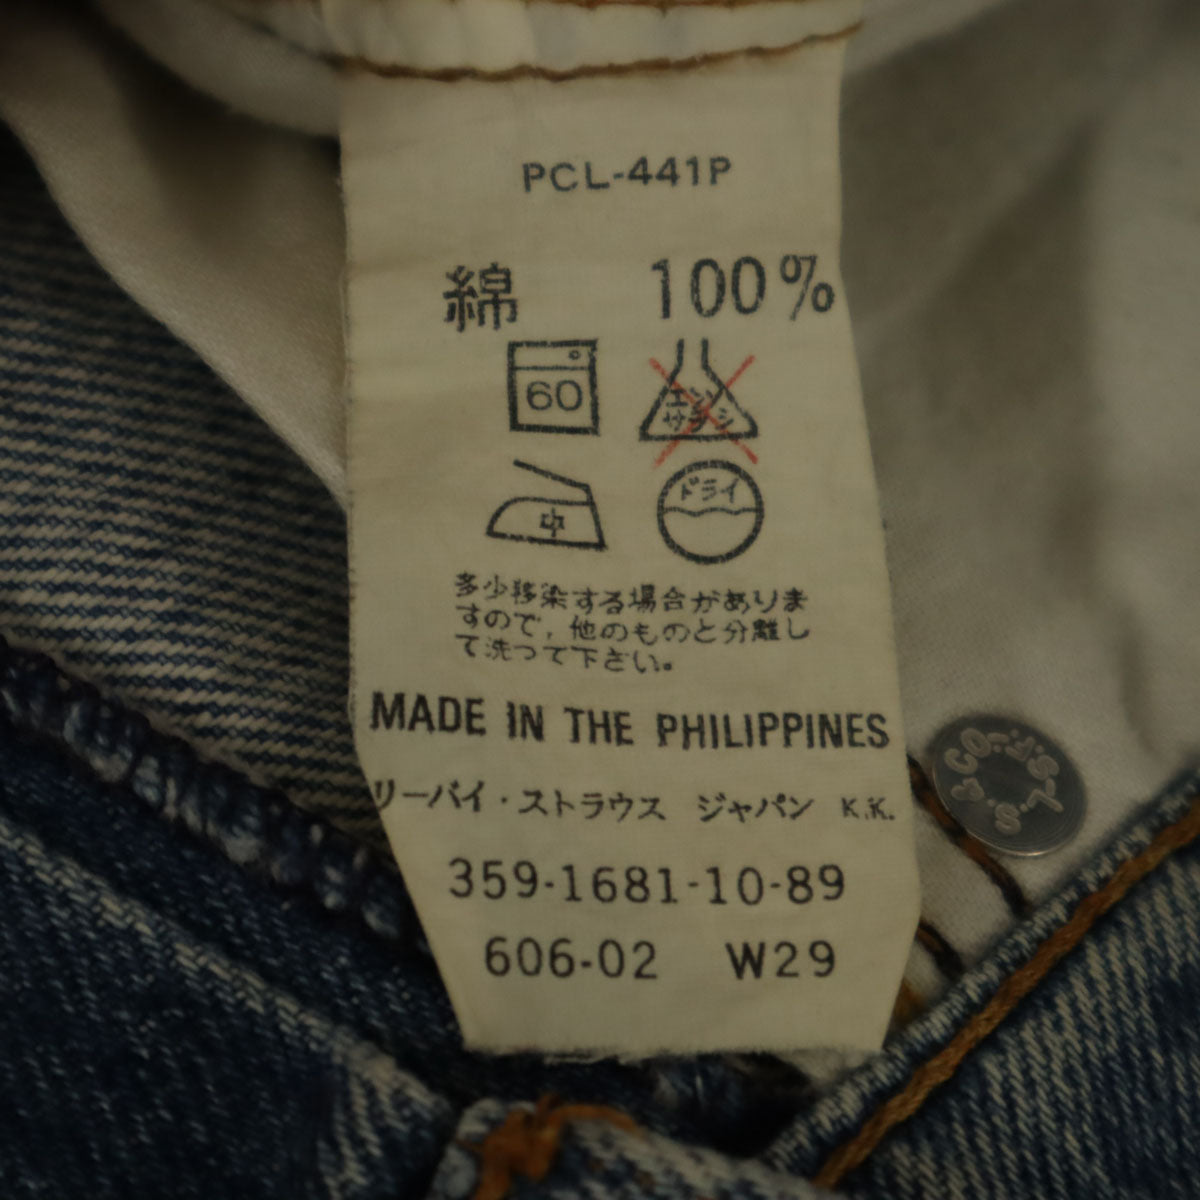 PCL-441P
綿 100%
60 エンソ
サラシ
中 ドライ
多少移染する場合がありま
すので,他のものと分離し
て洗って下さい。
MADE IN THE PHILIPPINES
リーバイ・ストラウス ジャパン K.K.
359-1681-10-89
606-02 W29
L.S. & CO.-S.F.